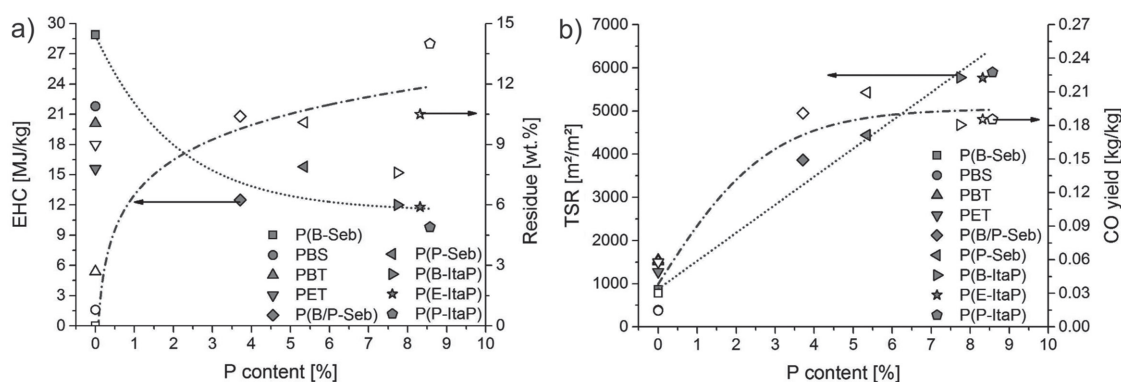 a)
EHC [MJ/kg]
30
27
24
21
18
15
12
9
6
3
0
15
12
9
6
3
0
Residue [wt.%]
P(B-Seb)
PBS
PBT
PET
P(B/P-Seb)
P(P-Seb)
P(B-ItaP)
P(E-ItaP)
P(P-ItaP)
0 1 2 3 4 5 6 7 8 9 10
P content [%]
b)
TSR [m²/m²]
7000
6000
5000
4000
3000
2000
1000
0
0.27
0.24
0.21
0.18
0.15
0.12
0.09
0.06
0.03
0.00
CO yield [kg/kg]
P(B-Seb)
PBS
PBT
PET
P(B/P-Seb)
P(P-Seb)
P(B-ItaP)
P(E-ItaP)
P(P-ItaP)
0 1 2 3 4 5 6 7 8 9 10
P content [%]